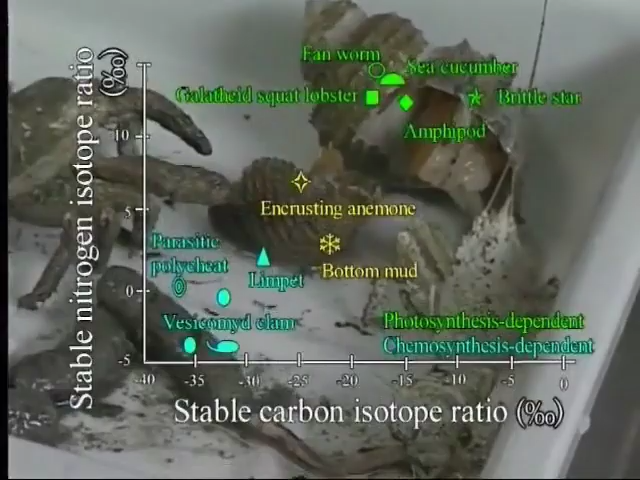 Stable nitrogen isotope ratio (‰)
Fan worm
Sea cucumber
Galatheid squat lobster
Brittle star
Amphipod
10
Encrusting anemone
5
Parasitic
polycheat
Limpet
Bottom mud
0
Vesicomyd clam
Photosynthesis-dependent
Chemosynthesis-dependent
-5
-40 -35 -25 -20 -15 -10 -5 0
Stable carbon isotope ratio (‰)